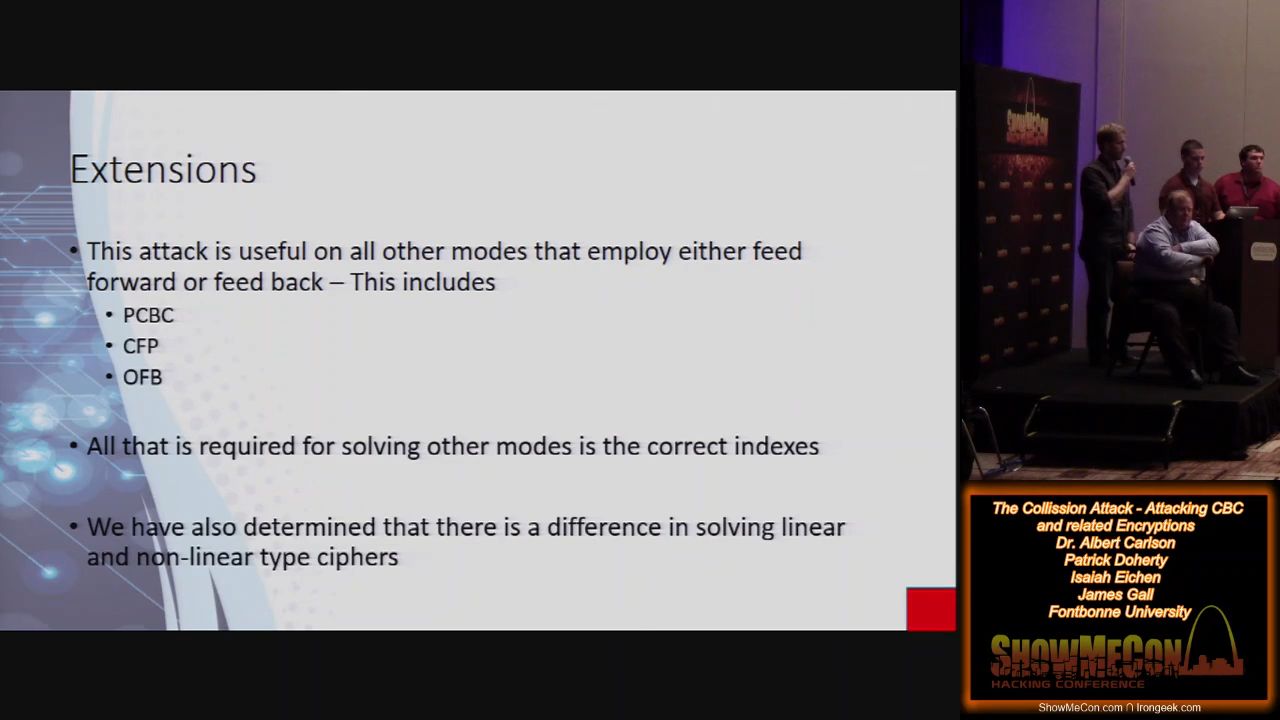 Extensions
• This attack is useful on all other modes that employ either feed
forward or feed back – This includes
• PCBC
• CFP
• OFB
• All that is required for solving other modes is the correct indexes
• We have also determined that there is a difference in solving linear
and non-linear type ciphers
ShowMeCon
The Collission Attack - Attacking CBC
and related Encryptions
Dr. Albert Carlson
Patrick Doherty
Isaiah Eichen
James Gall
Fontbonne University
ShowMeCon
HACKING CONFERENCE
ShowMeCon.com ∩ Irongeek.com